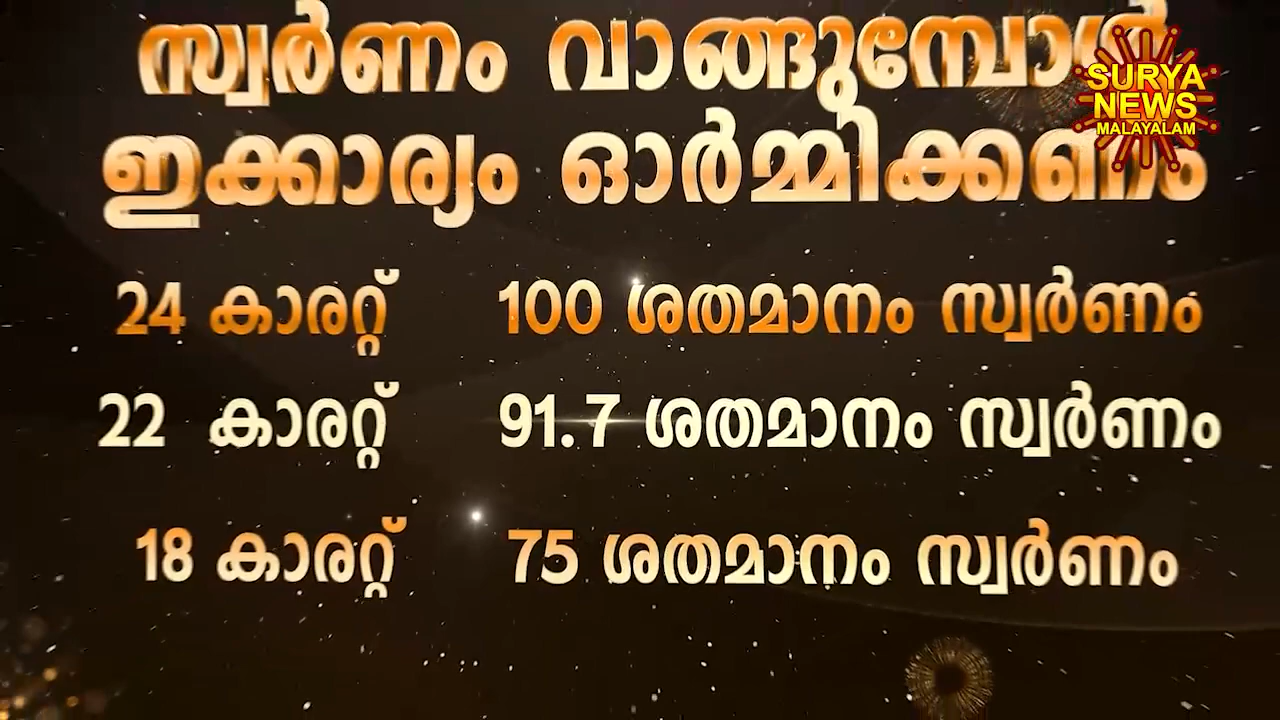 സ്വർണം വാങ്ങുമ്പോൾ
ഇക്കാര്യം ഓർമ്മിക്കണം
SURYA
NEWS
MALAYALAM
24 കാരറ്റ് 100 ശതമാനം സ്വർണം
22 കാരറ്റ് 91.7 ശതമാനം സ്വർണം
18 കാരറ്റ് 75 ശതമാനം സ്വർണം